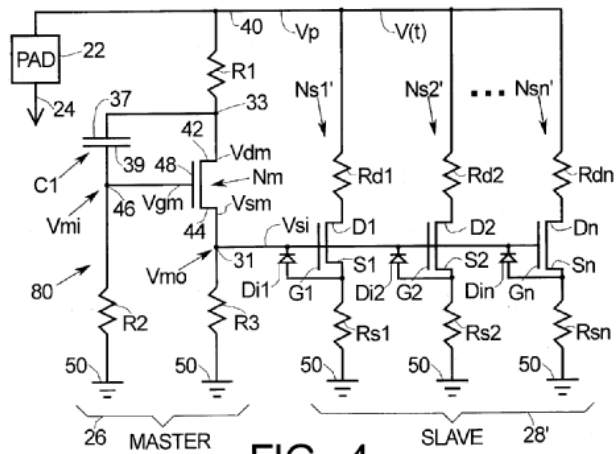 40 Vp V(t)
PAD 22
24
R1
Ns1' Ns2' Nsn'
37 33
42
39
48 Vdm
Rd1 Rd2 Rdn
C1
Nm
46 Vgm
Vmi
44 Vsm
Vsi
D1 D2 Dn
Vmo 31
S1 S2 Sn
80
Di1 G1 Di2 G2 Din Gn
R2 R3 Rs1 Rs2 Rsn
50 50 50 50 50
26 MASTER SLAVE 28'
FIG. 4